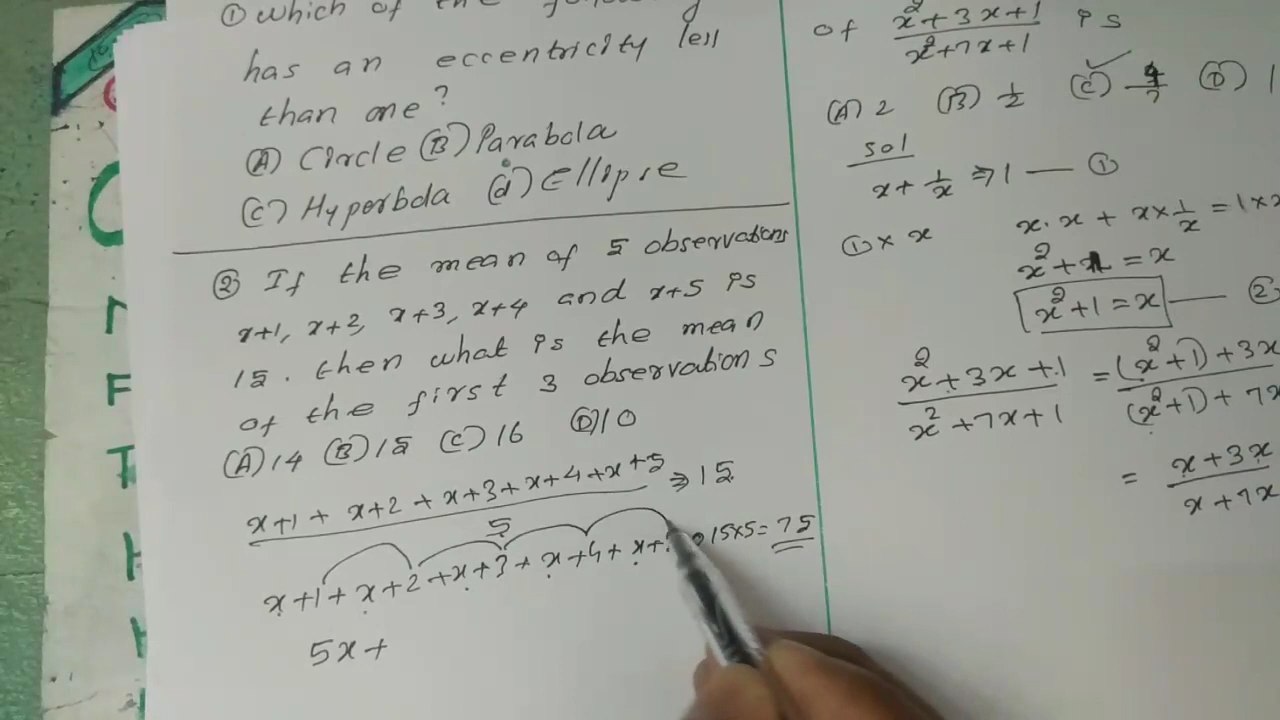 ① Which of the
has an eccentricity less
than one?
(A) Circle (B) Parabola
(C) Hyperbola (d) Ellipse
② If the mean of 5 observations
x+1, x+2, x+3, x+4 and x+5 is
15. then what is the mean
of the first 3 observations
(A) 14 (B) 15 (C) 16 (D) 10
x+1 + x+2 + x+3 + x+4 + x+5 ⇒ 15
5
x+1+x+2+x+3+x+4+x+ 15×5=75
5x+
of x²+3x+1 / x²+7x+1 is
(A) 2 (B) 1/2 (C) 4/7 (D) 1
sol
x + 1/x ⇒ 1 — ①
① × x x·x + x×1/x = 1×
x²+1 = x
x²+1 = x — ②
x²+3x+1 / x²+7x+1 = (x²+1)+3x / (x²+1)+7x
= x+3x / x+7x